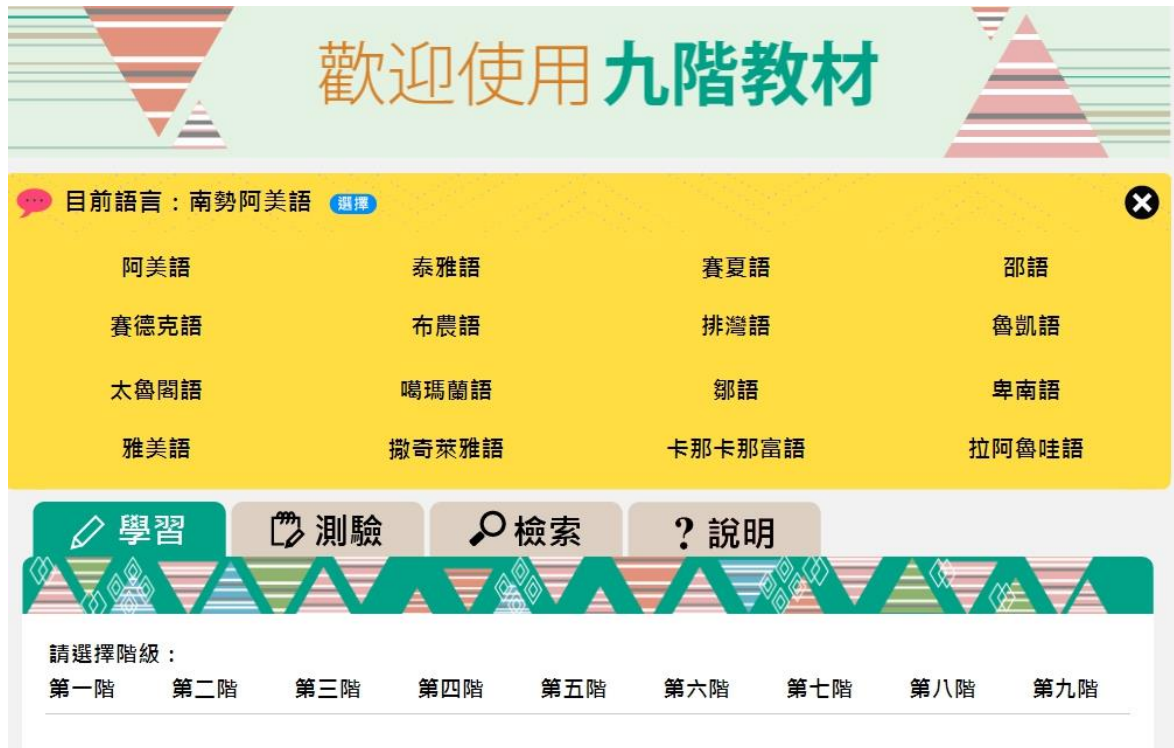 歡迎使用九階教材
目前語言：南勢阿美語 選擇
阿美語 泰雅語 賽夏語 邵語
賽德克語 布農語 排灣語 魯凱語
太魯閣語 噶瑪蘭語 鄒語 卑南語
雅美語 撒奇萊雅語 卡那卡那富語 拉阿魯哇語
學習 測驗 檢索 ? 說明
請選擇階級：
第一階 第二階 第三階 第四階 第五階 第六階 第七階 第八階 第九階